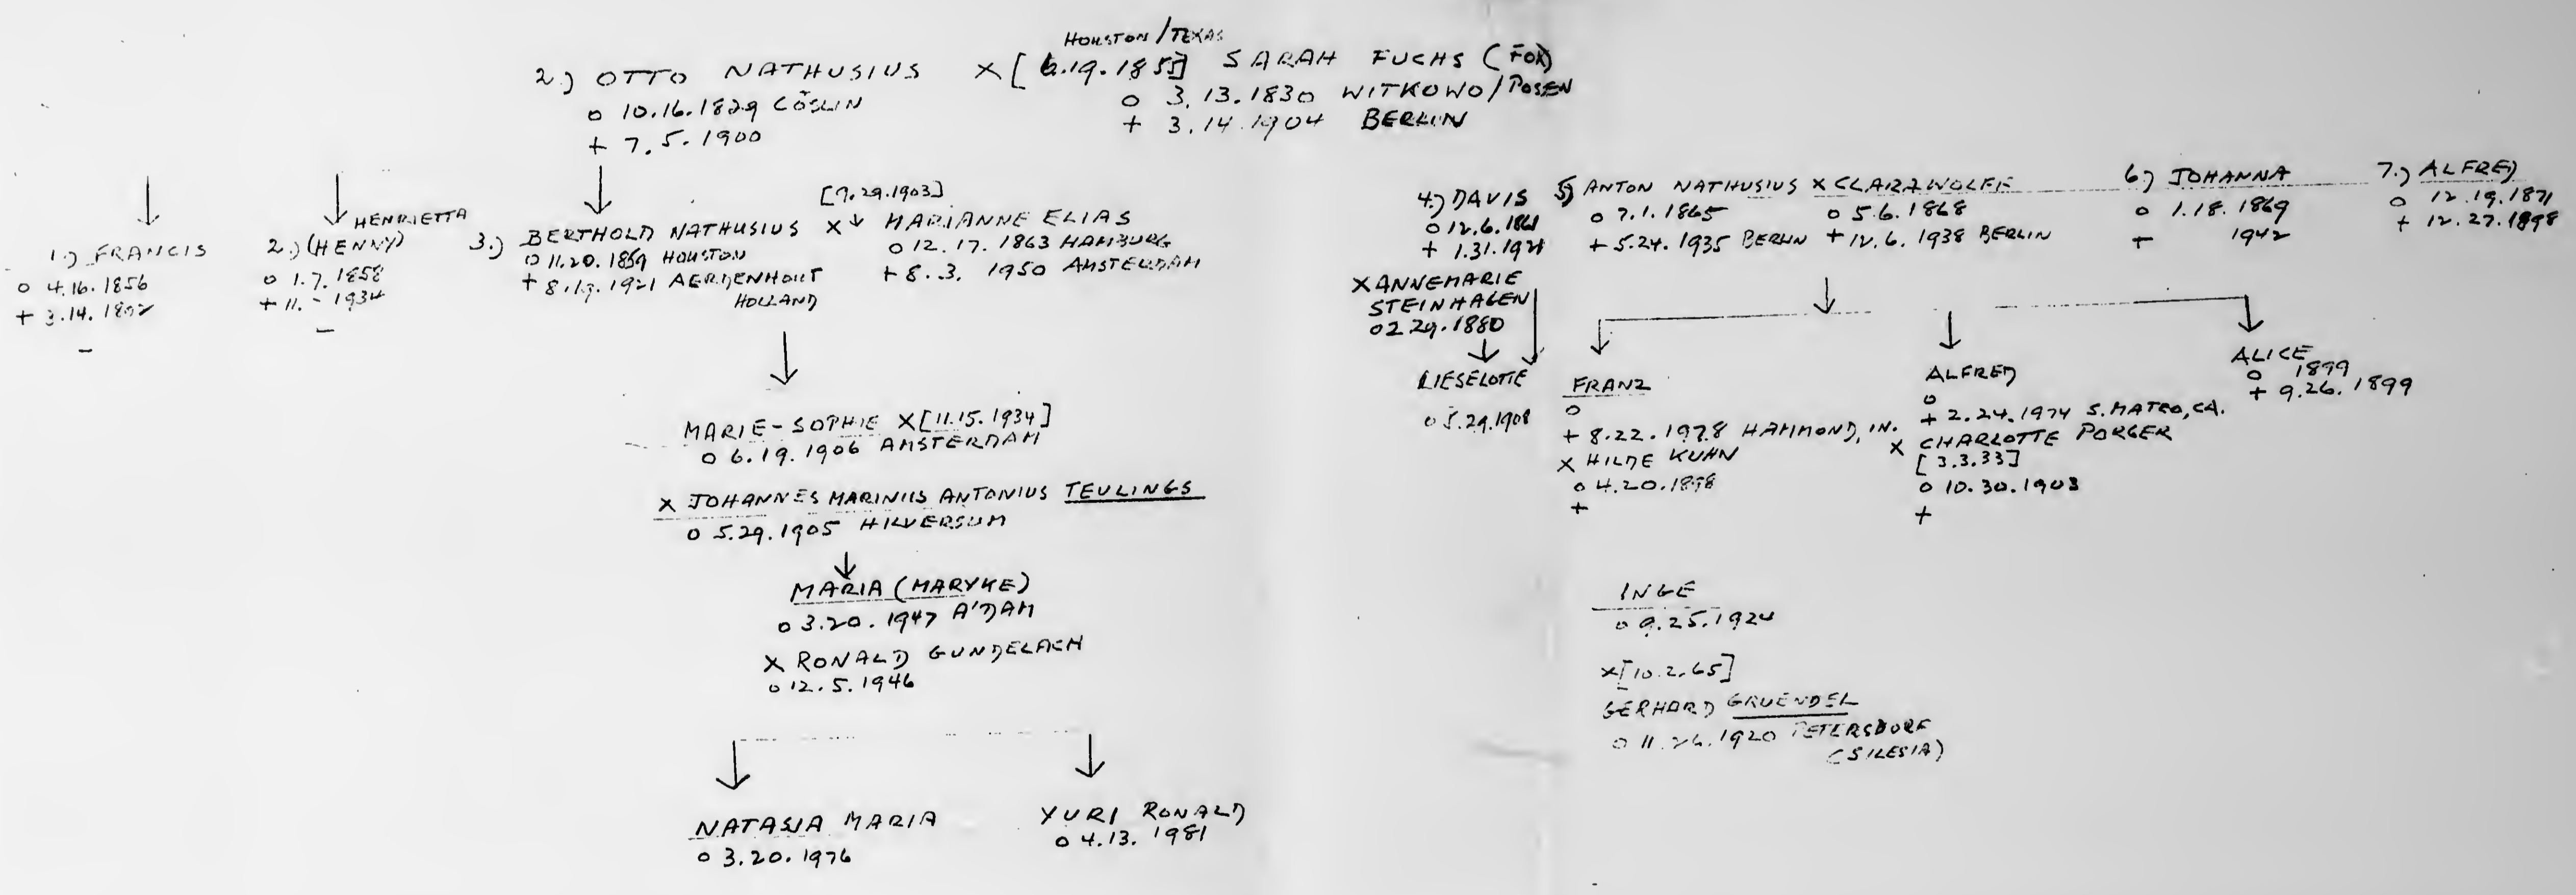 HOUSTON/TEXAS
2.) OTTO NATHUSIUS X [6.19.1855] SARAH FUCHS (FOX)
o 10.16.1829 CÖSLIN
+ 7.5.1900
o 3.13.1830 WITKOWO/POSEN
+ 3.14.1904 BERLIN
1.) FRANCIS
o 4.16.1856
+ 3.14.
–
HENRIETTA
2.) (HENNY)
o 1.7.1858
+ 11.- 1934
–
[9.29.1903]
3.) BERTHOLD NATHUSIUS X MARIANNE ELIAS
o 11.20.1859 HOUSTON
+ 1921 AERDENHOUT
HOLLAND
o 12.17.1863 HAMBURG
+ 8.3.1950 AMSTERDAM
MARIE-SOPHIE X [11.15.1934]
o 6.19.1906 AMSTERDAM
X JOHANNES MARINUS ANTONIUS TEULINGS
o 5.29.1905 HILVERSUM
MARIA (MARYKE)
o 3.20.1947 A'DAM
X RONALD GUNDELACH
o 12.5.1946
NATASJA MARIA
o 3.20.1976
YURI RONALD
o 4.13.1981
4.) DAVIS
o 12.6.1861
+ 1.31.1921
X ANNEMARIE
STEINHAGEN
o 2.29.1880
LIESELOTTE
o 5.29.1908
5) ANTON NATHUSIUS X CLARA WOLFF
o 7.1.1865
+ 5.24.1935 BERLIN
o 5.6.1868
+ 12.6.1938 BERLIN
6) JOHANNA
o 1.18.1869
+ 1942
7.) ALFRED
o 12.19.1871
+ 12.27.1898
FRANZ
o
+ 8.22.1978 HAMMOND, IN.
X HILDE KUHN
o 4.20.1898
+
ALFRED
o
+ 2.24.1974 S. MATEO, CA.
X CHARLOTTE PORGER
[3.3.33]
o 10.30.1903
+
ALICE
o 1899
+ 9.26.1899
INGE
o 9.25.1924
X [10.2.65]
GERHARD GRUENDEL
o 11.26.1920 PETERSDORF
(SILESIA)